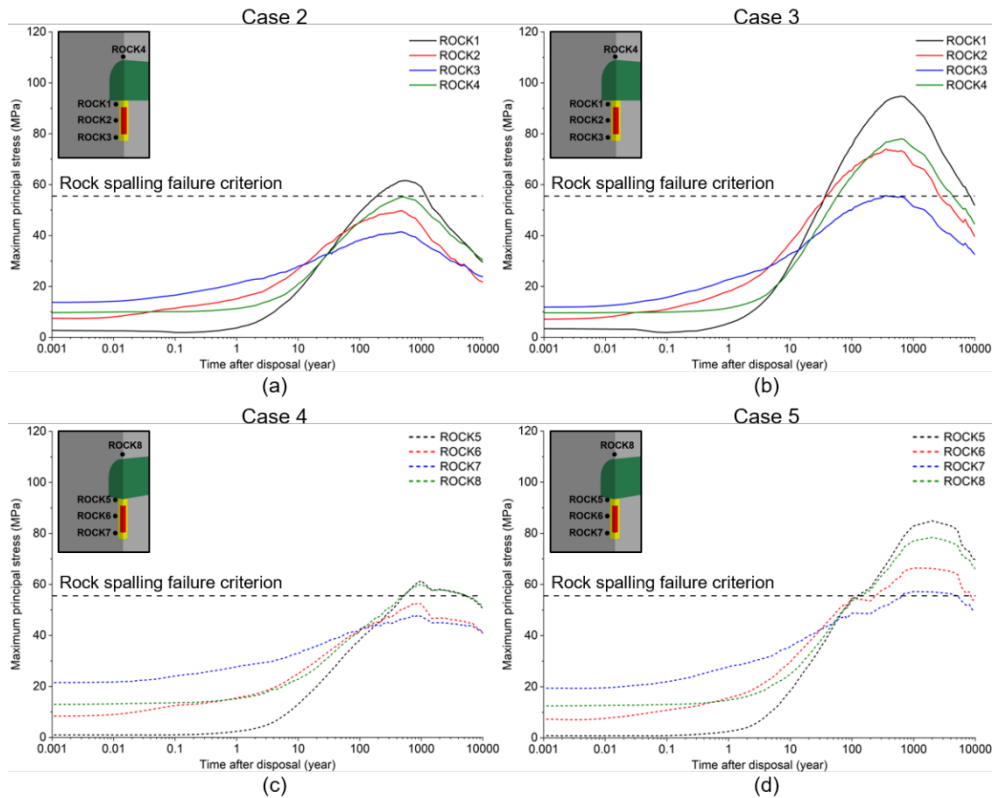 Case 2
Maximum principal stress (MPa)
120
100
80
60
40
20
0
ROCK4
ROCK1
ROCK2
ROCK3
ROCK1
ROCK2
ROCK3
ROCK4
Rock spalling failure criterion
0.001 0.01 0.1 1 10 100 1000 10000
Time after disposal (year)
(a)
Case 3
Maximum principal stress (MPa)
120
100
80
60
40
20
0
ROCK4
ROCK1
ROCK2
ROCK3
ROCK1
ROCK2
ROCK3
ROCK4
Rock spalling failure criterion
0.001 0.01 0.1 1 10 100 1000 10000
Time after disposal (year)
(b)
Case 4
Maximum principal stress (MPa)
120
100
80
60
40
20
0
ROCK8
ROCK5
ROCK6
ROCK7
ROCK5
ROCK6
ROCK7
ROCK8
Rock spalling failure criterion
0.001 0.01 0.1 1 10 100 1000 10000
Time after disposal (year)
(c)
Case 5
Maximum principal stress (MPa)
120
100
80
60
40
20
0
ROCK8
ROCK5
ROCK6
ROCK7
ROCK5
ROCK6
ROCK7
ROCK8
Rock spalling failure criterion
0.001 0.01 0.1 1 10 100 1000 10000
Time after disposal (year)
(d)